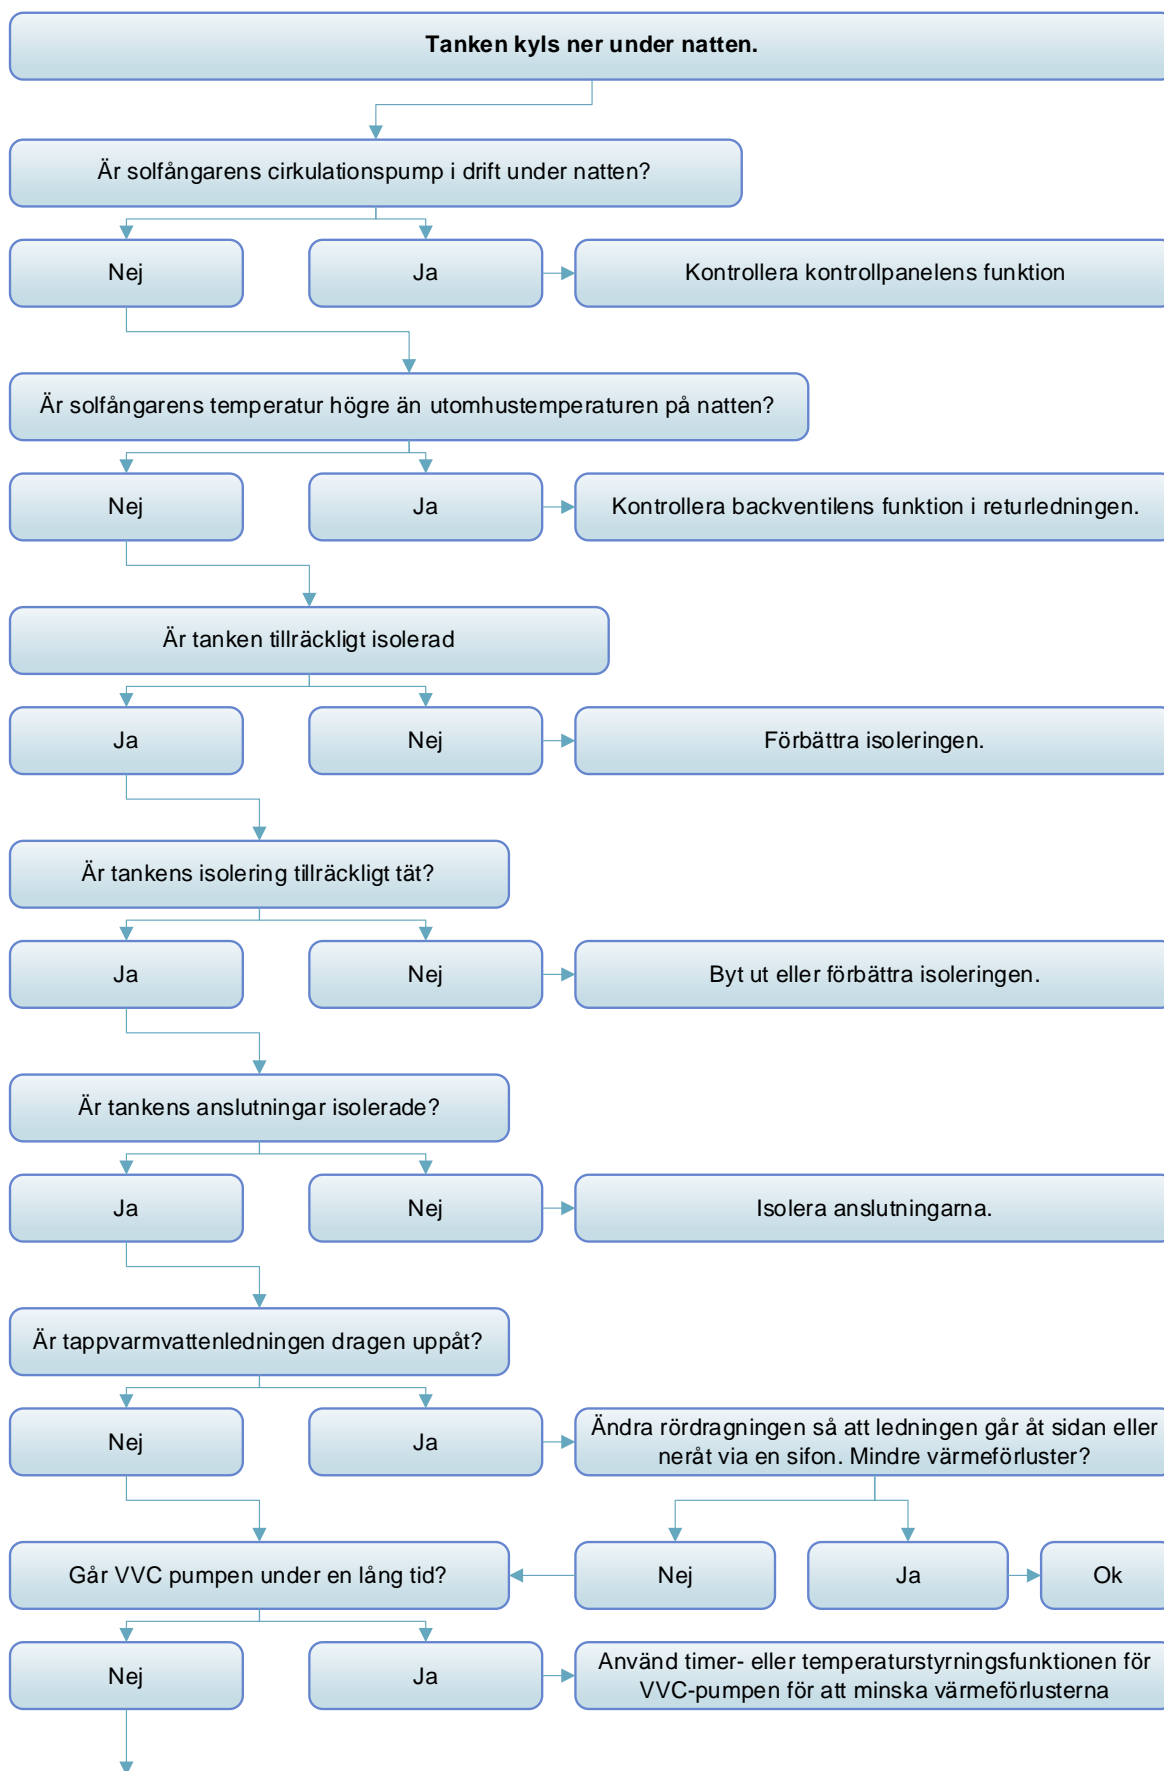 Tanken kyls ner under natten.
Är solfångarens cirkulationspump i drift under natten?
Nej
Ja
Kontrollera kontrollpanelens funktion
Är solfångarens temperatur högre än utomhustemperaturen på natten?
Nej
Ja
Kontrollera backventilens funktion i returledningen.
Är tanken tillräckligt isolerad
Ja
Nej
Förbättra isoleringen.
Är tankens isolering tillräckligt tät?
Ja
Nej
Byt ut eller förbättra isoleringen.
Är tankens anslutningar isolerade?
Ja
Nej
Isolera anslutningarna.
Är tappvarmvattenledningen dragen uppåt?
Nej
Ja
Ändra rördragningen så att ledningen går åt sidan eller
neråt via en sifon. Mindre värmeförluster?
Går VVC pumpen under en lång tid?
Nej
Ja
Ok
Nej
Ja
Använd timer- eller temperaturstyrningsfunktionen för
VVC-pumpen för att minska värmeförlusterna